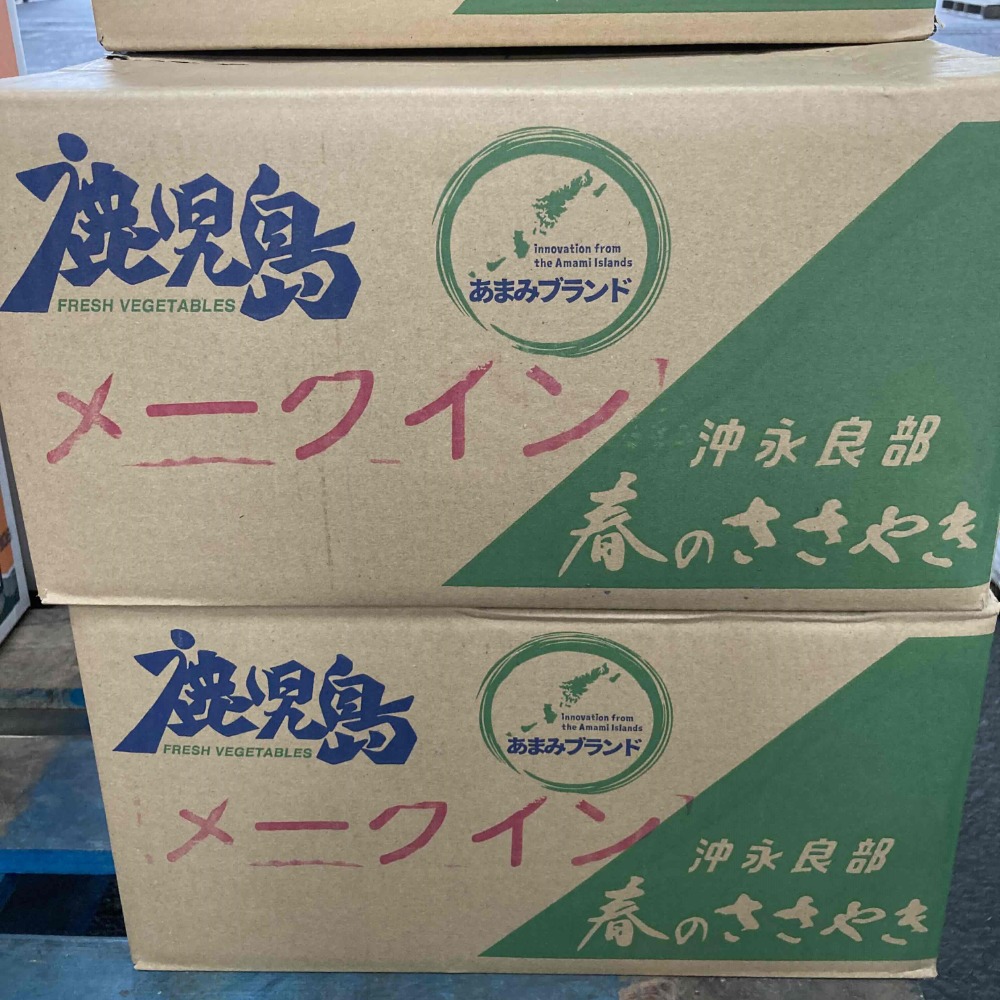 鹿児島
FRESH VEGETABLES
innovation from
the Amami Islands
あまみブランド
メークイン
沖永良部
春のささやき
鹿児島
FRESH VEGETABLES
innovation from
the Amami Islands
あまみブランド
メークイン
沖永良部
春のささやき